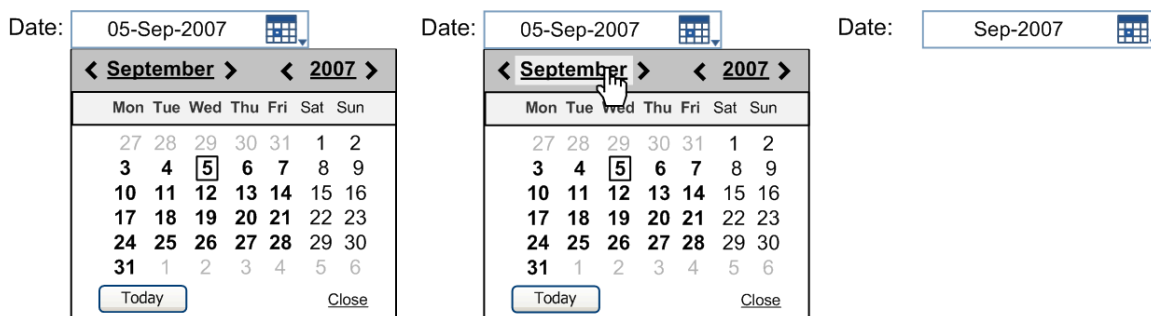 Date: 05-Sep-2007
< September > < 2007 >
Mon Tue Wed Thu Fri Sat Sun
27 28 29 30 31 1 2
3 4 5 6 7 8 9
10 11 12 13 14 15 16
17 18 19 20 21 22 23
24 25 26 27 28 29 30
31 1 2 3 4 5 6
Today Close
Date: 05-Sep-2007
< September > < 2007 >
Mon Tue Wed Thu Fri Sat Sun
27 28 29 30 31 1 2
3 4 5 6 7 8 9
10 11 12 13 14 15 16
17 18 19 20 21 22 23
24 25 26 27 28 29 30
31 1 2 3 4 5 6
Today Close
Date: Sep-2007